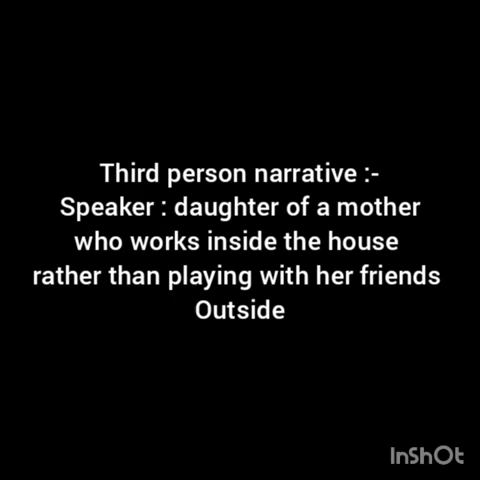 Third person narrative :-
Speaker : daughter of a mother
who works inside the house
rather than playing with her friends
Outside
InShOt